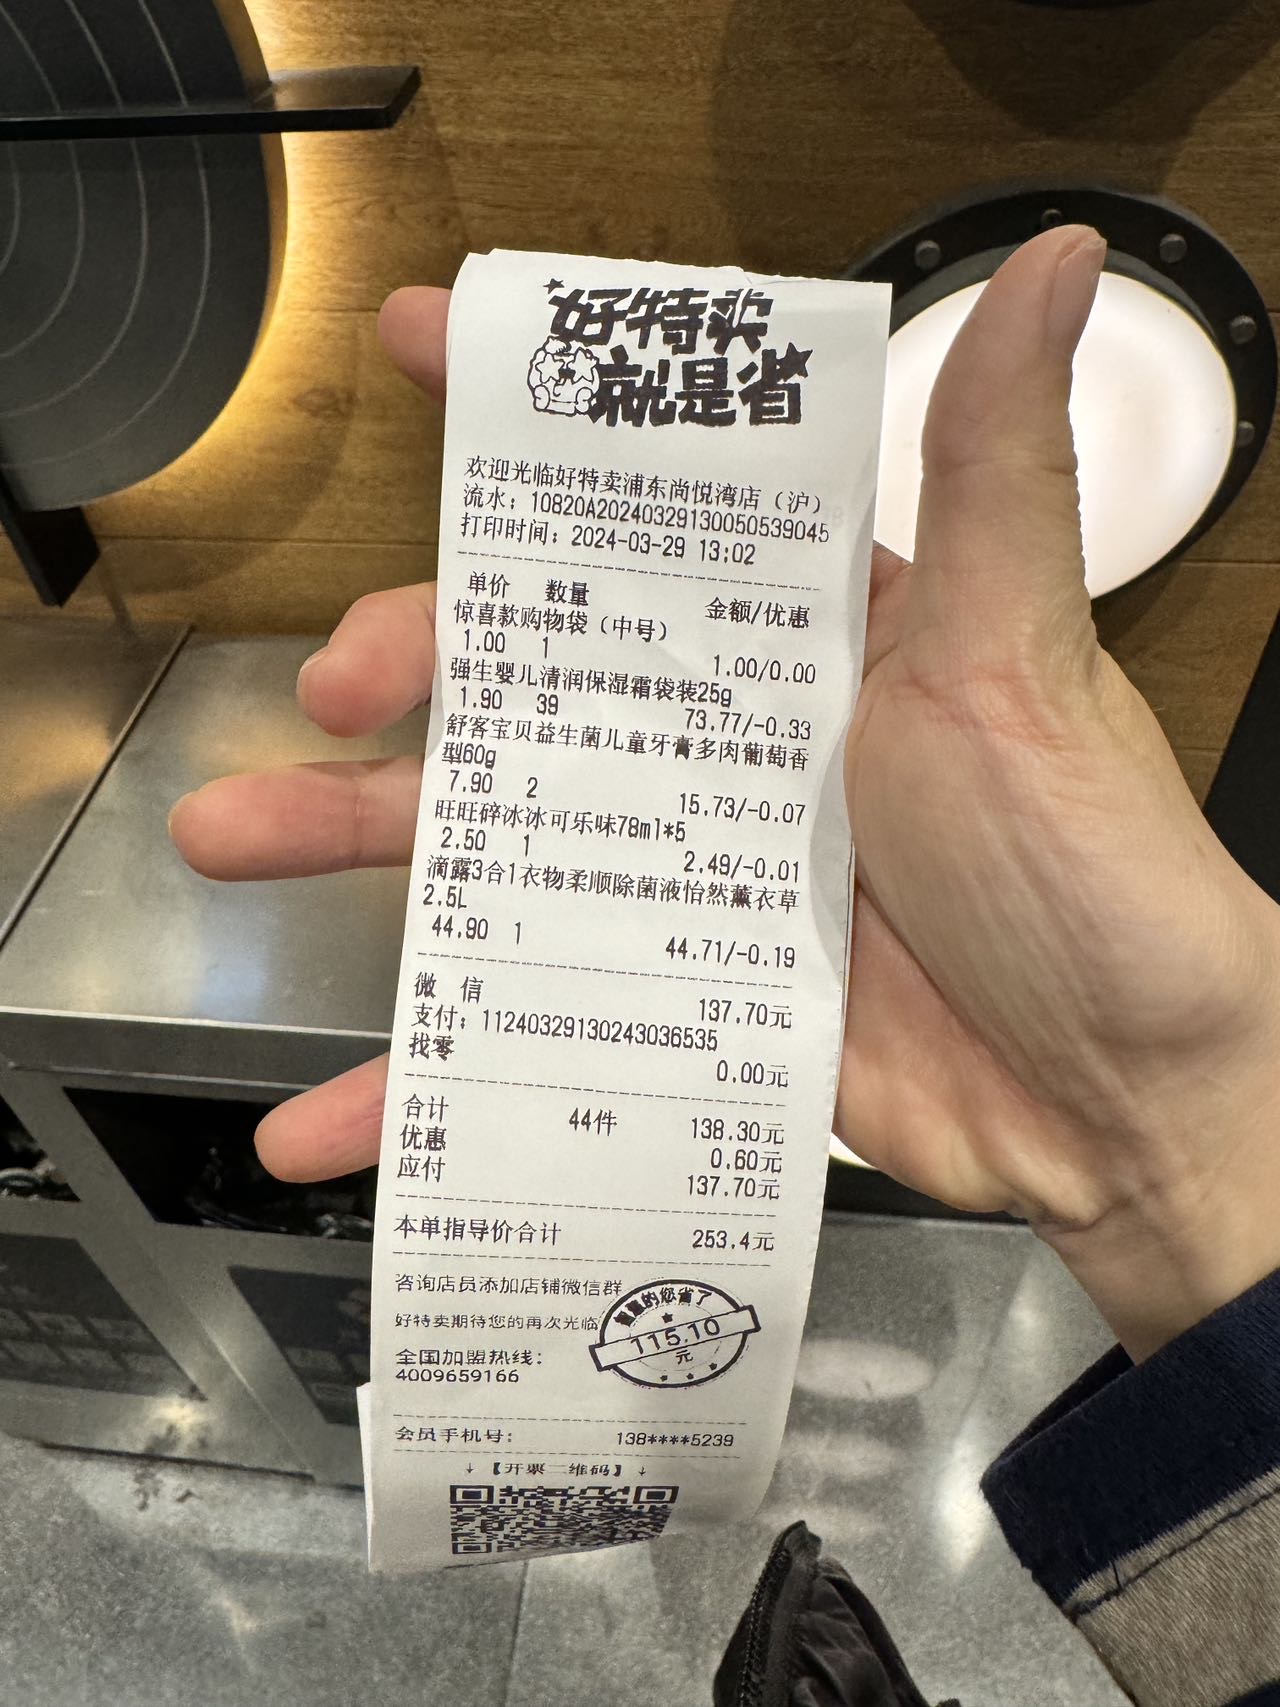 好特卖
就是省
欢迎光临好特卖浦东尚悦湾店（沪）
流水：10820A20240329130050539045
打印时间：2024-03-29 13:02
单价 数量 金额/优惠
惊喜款购物袋（中号）
1.00 1 1.00/0.00
强生婴儿清润保湿霜袋装25g
1.90 39 73.77/-0.33
舒客宝贝益生菌儿童牙膏多肉葡萄香
型60g
7.90 2 15.73/-0.07
旺旺碎冰冰可乐味78ml*5
2.50 1 2.49/-0.01
滴露3合1衣物柔顺除菌液怡然薰衣草
2.5L
44.90 1 44.71/-0.19
微 信 137.70元
支付：11240329130243036535
找零 0.00元
合计 44件 138.30元
优惠 0.60元
应付 137.70元
本单指导价合计 253.4元
咨询店员添加店铺微信群
好特卖期待您的再次光临
全国加盟热线：
4009659166
的您省了
115.10
元
会员手机号： 138****5239
↓【开票二维码】↓